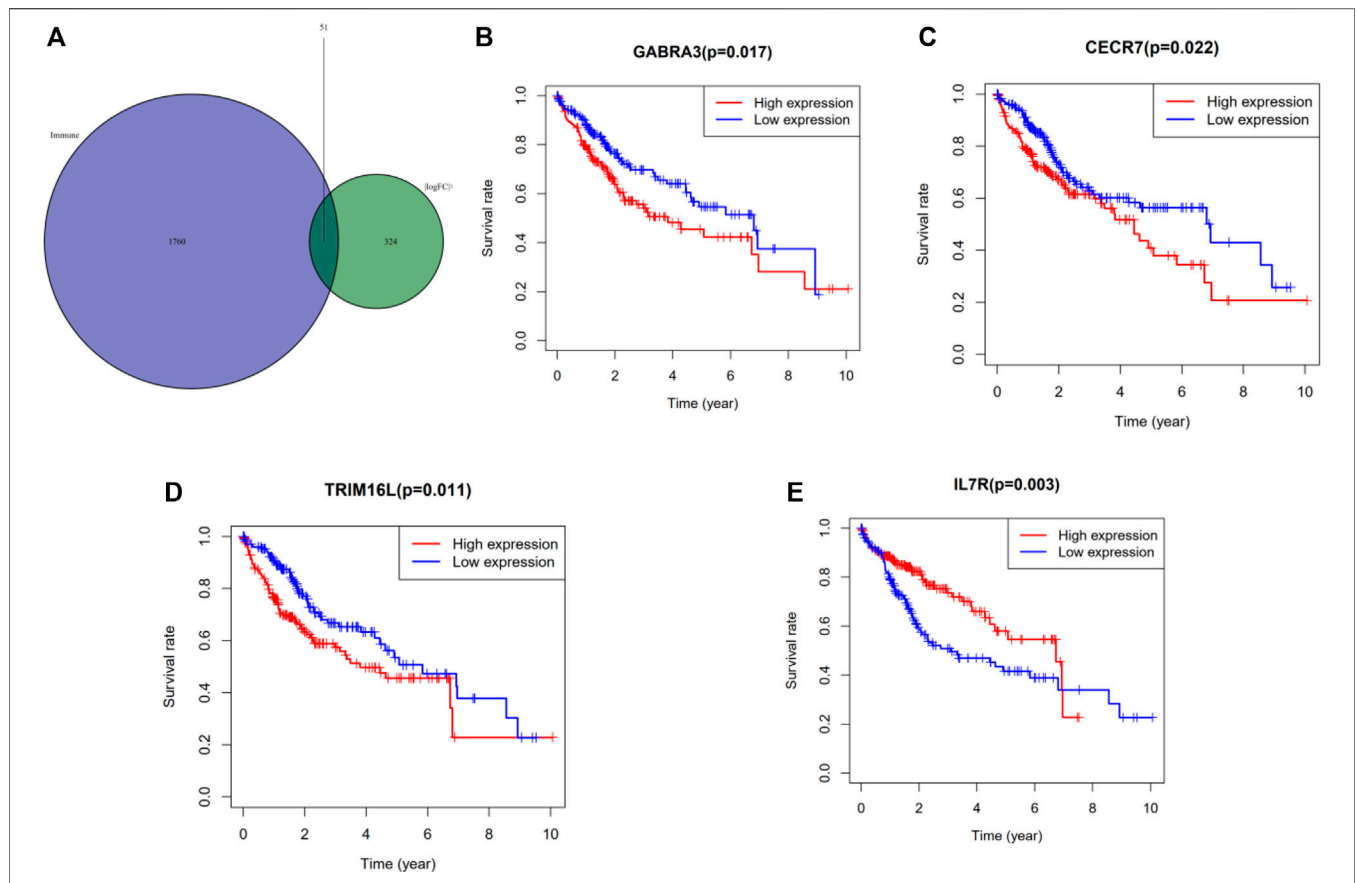 A
51
Immune
1760
324
B
GABRA3(p=0.017)
High expression
Low expression
Survival rate
0.0 0.2 0.4 0.6 0.8 1.0
0 2 4 6 8 10
Time (year)
C
CECR7(p=0.022)
High expression
Low expression
Survival rate
0.0 0.2 0.4 0.6 0.8 1.0
0 2 4 6 8 10
Time (year)
D
TRIM16L(p=0.011)
High expression
Low expression
Survival rate
0.0 0.2 0.4 0.6 0.8 1.0
0 2 4 6 8 10
Time (year)
E
IL7R(p=0.003)
High expression
Low expression
Survival rate
0.0 0.2 0.4 0.6 0.8 1.0
0 2 4 6 8 10
Time (year)